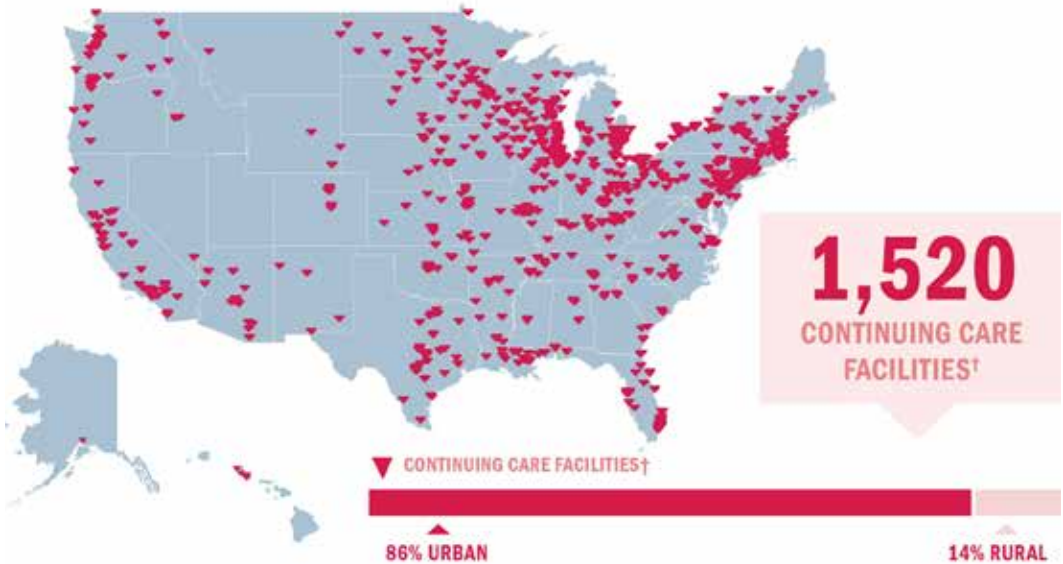 1,520
CONTINUING CARE
FACILITIES†
CONTINUING CARE FACILITIES†
86% URBAN
14% RURAL